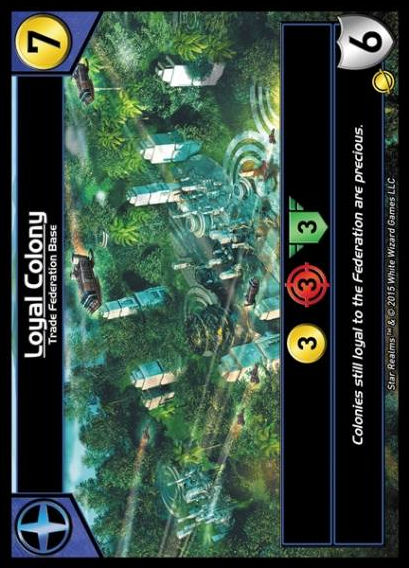 7
Loyal Colony
Trade Federation Base
3 3 3
Colonies still loyal to the Federation are precious.
Star Realms™ & © 2015 White Wizard Games LLC
6